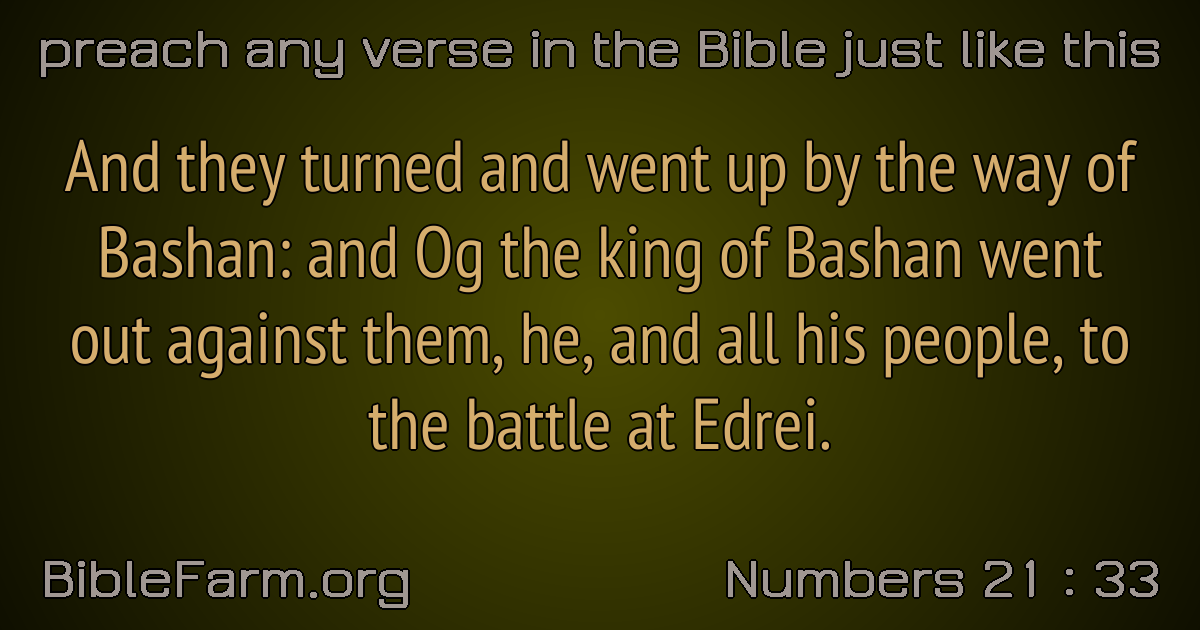 preach any verse in the Bible just like this
And they turned and went up by the way of
Bashan: and Og the king of Bashan went
out against them, he, and all his people, to
the battle at Edrei.
BibleFarm.org
Numbers 21 : 33